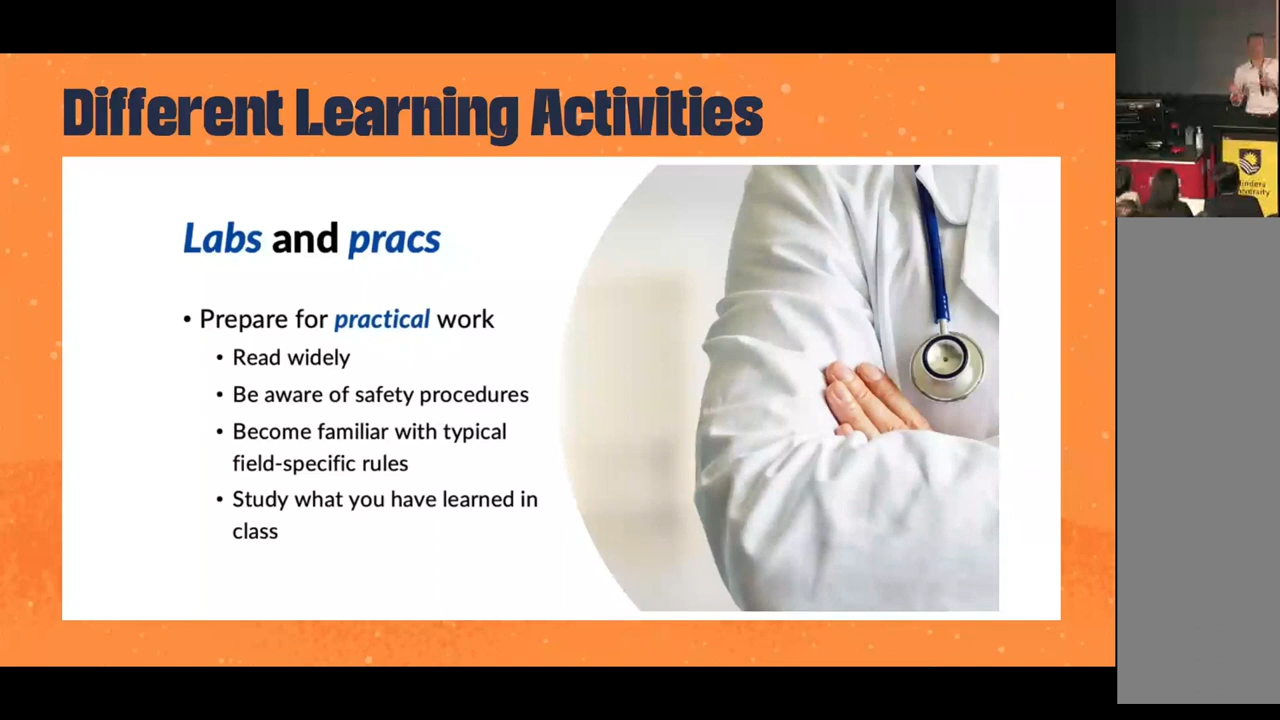 Different Learning Activities
Labs and pracs
• Prepare for practical work
• Read widely
• Be aware of safety procedures
• Become familiar with typical
field-specific rules
• Study what you have learned in
class